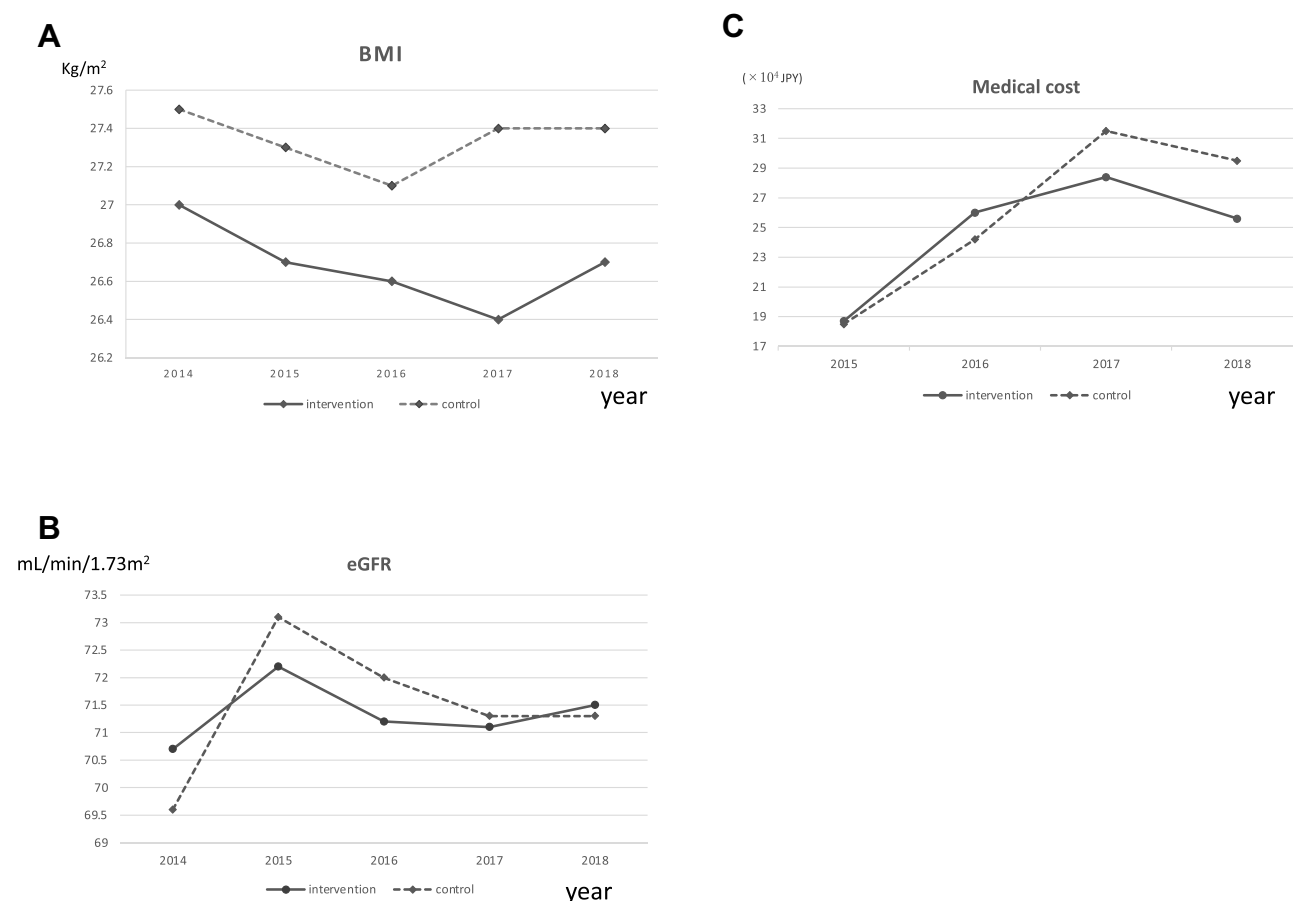 A
BMI
Kg/m²
27.6
27.4
27.2
27
26.8
26.6
26.4
26.2
2014 2015 2016 2017 2018
intervention control
year
C
(×10⁴ JPY)
Medical cost
33
31
29
27
25
23
21
19
17
2015 2016 2017 2018
intervention control
year
B
mL/min/1.73m²
eGFR
73.5
73
72.5
72
71.5
71
70.5
70
69.5
69
2014 2015 2016 2017 2018
intervention control
year